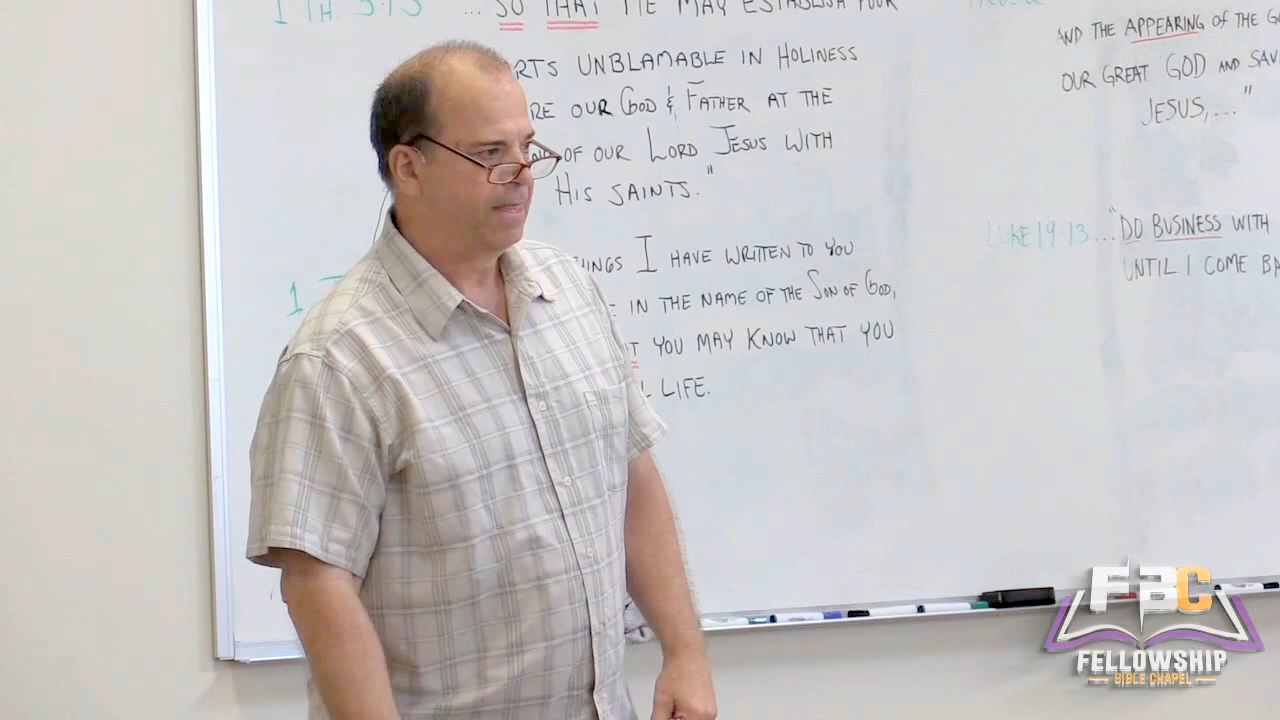 1 TH. 3:13 ... SO THAT HE MAY ESTABLISH YOUR
RTS UNBLAMABLE IN HOLINESS
RE OUR GOD & FATHER AT THE
OF OUR LORD JESUS WITH
HIS SAINTS."
1
HINGS I HAVE WRITTEN TO YOU
E IN THE NAME OF THE SON OF GOD,
T YOU MAY KNOW THAT YOU
L LIFE.
AND THE APPEARING OF THE G
OUR GREAT GOD AND SAV
JESUS,..."
LUKE 19:13 ... "DO BUSINESS WITH
UNTIL I COME BA
FBC
FELLOWSHIP
BIBLE CHAPEL